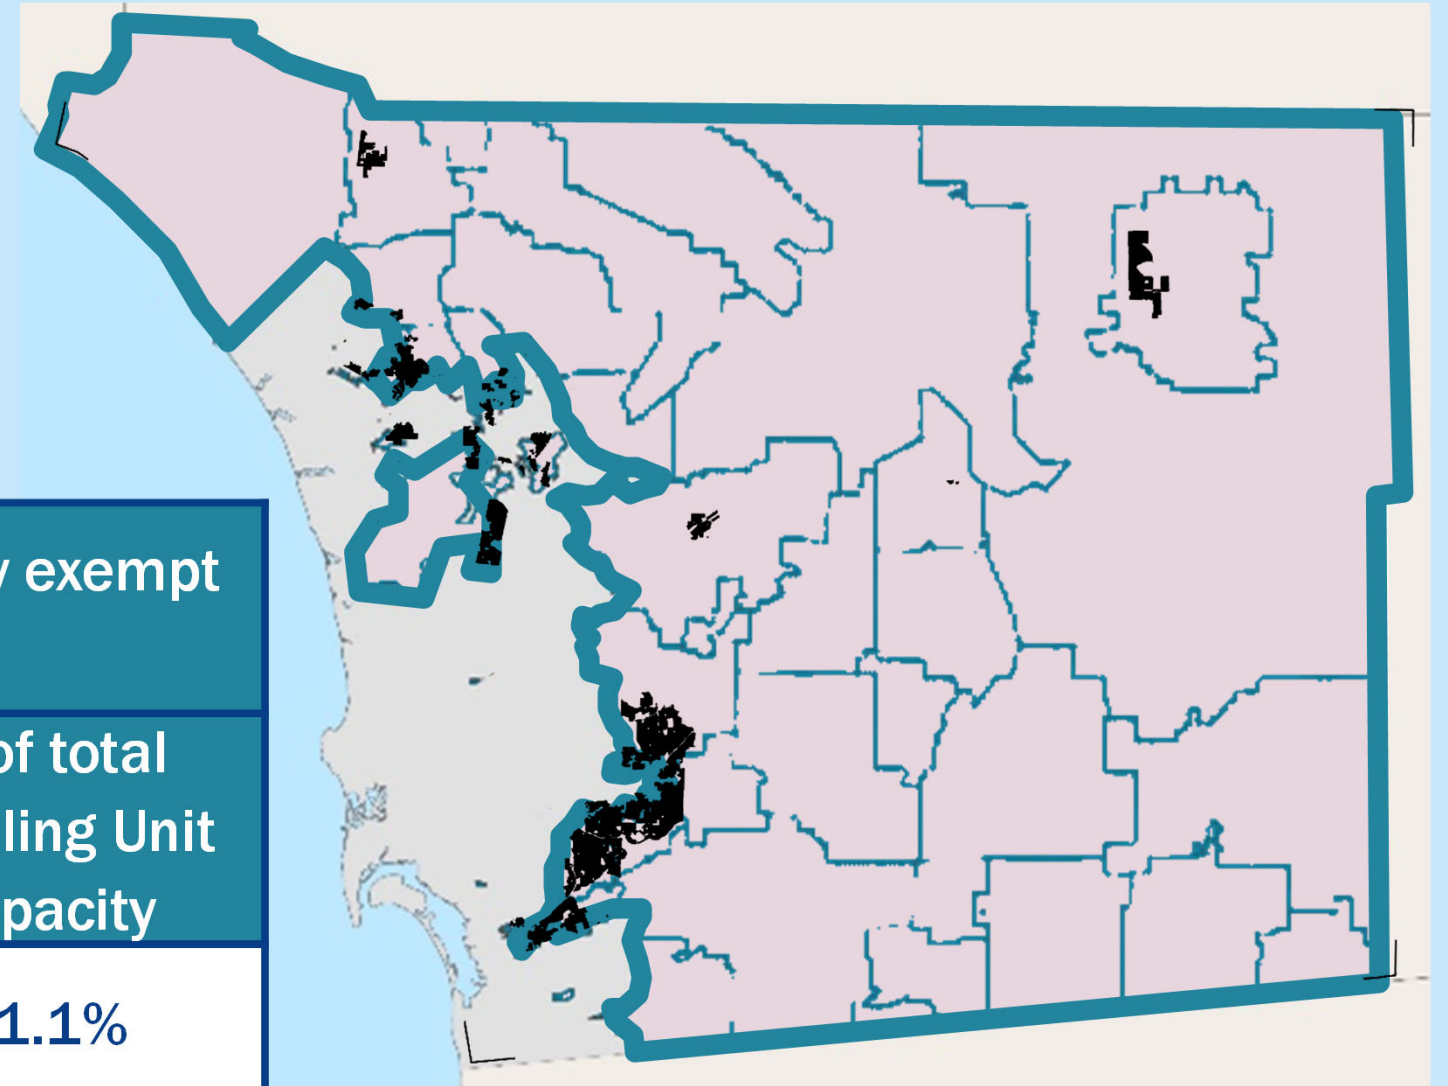 y exempt
of total
ling Unit
pacity
1.1%